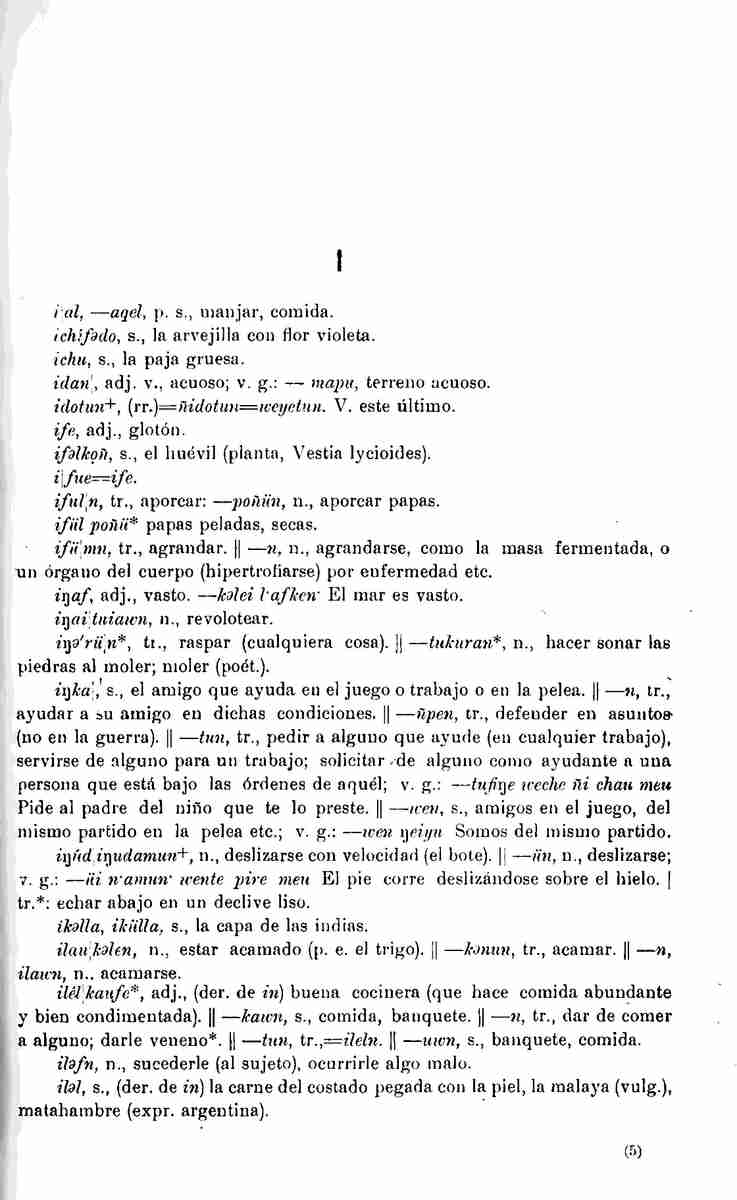 I
i·al, —aqel, p. s., manjar, comida.
ichifədo, s., la arvejilla con flor violeta.
ichu, s., la paja gruesa.
idan¦, adj. v., acuoso; v. g.: — mapu, terreno acuoso.
idotun+, (rr.)=ñidotun=weyetun. V. este último.
ife, adj., glotón.
ifəlkoñ, s., el huévil (planta, Vestia lycioides).
i¦fue=ife.
iful¦n, tr., aporcar: —poñün, n., aporcar papas.
ifül poñü* papas peladas, secas.
ifü¦mn, tr., agrandar. || —n, n., agrandarse, como la masa fermentada, o
un órgano del cuerpo (hipertrofiarse) por enfermedad etc.
iŋaf, adj., vasto. —kəlei l·afken· El mar es vasto.
iŋai¦tuiawn, n., revolotear.
iŋə'rü¦n*, tr., raspar (cualquiera cosa). || —tukuran*, n., hacer sonar las
piedras al moler; moler (poét.).
iŋka¦, s., el amigo que ayuda en el juego o trabajo o en la pelea. || —n, tr.,
ayudar a su amigo en dichas condiciones. || —ñpen, tr., defender en asuntos
(no en la guerra). || —tun, tr., pedir a alguno que ayude (en cualquier trabajo),
servirse de alguno para un trabajo; solicitar de alguno como ayudante a una
persona que está bajo las órdenes de aquél; v. g.: —tufiŋe weche ñi chau meu
Pide al padre del niño que te lo preste. || —wen, s., amigos en el juego, del
mismo partido en la pelea etc.; v. g.: —wen ŋeiyu Somos del mismo partido.
iŋüd¦iŋudamun+, n., deslizarse con velocidad (el bote). || —ün, n., deslizarse;
v. g.: —üi n·amun· wente pire meu El pie corre deslizándose sobre el hielo. |
tr.*: echar abajo en un declive liso.
ikəlla, ikülla, s., la capa de las indias.
ilau¦kəlen, n., estar acamado (p. e. el trigo). || —kənun, tr., acamar. || —n,
ilawn, n.. acamarse.
ilél¦kaufe*, adj., (der. de in) buena cocinera (que hace comida abundante
y bien condimentada). || —kawn, s., comida, banquete. || —n, tr., dar de comer
a alguno; darle veneno*. || —tun, tr.,=ileln. || —uwn, s., banquete, comida.
iləfn, n., sucederle (al sujeto), ocurrirle algo malo.
iləl, s., (der. de in) la carne del costado pegada con la piel, la malaya (vulg.),
matahambre (expr. argentina).
(5)